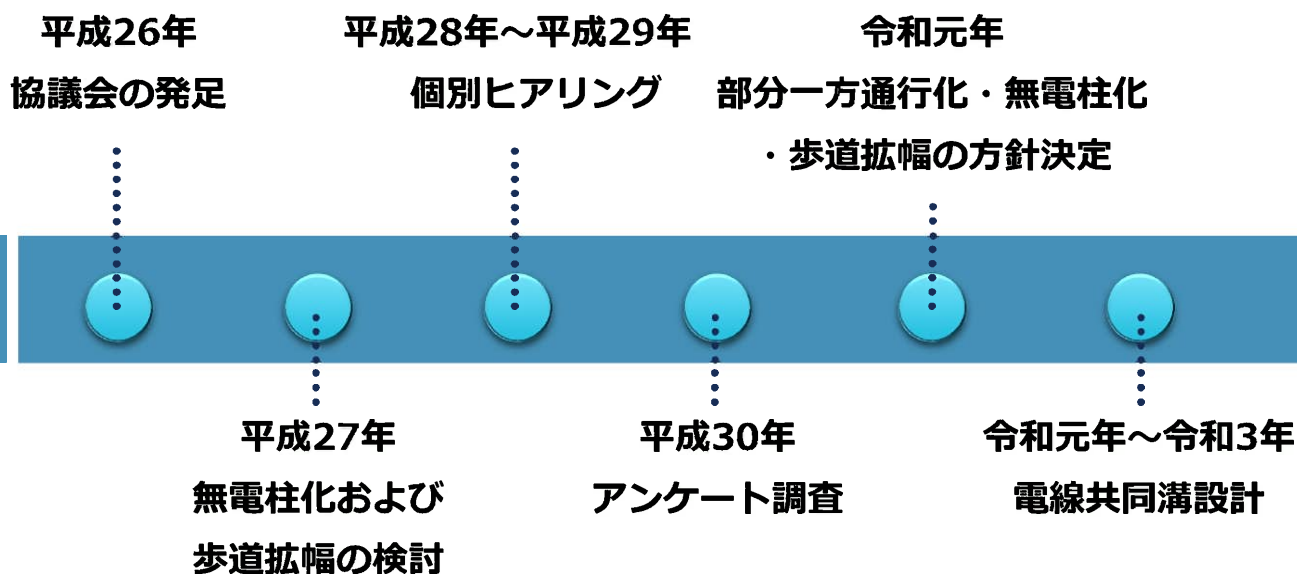 平成26年
協議会の発足
平成28年～平成29年
個別ヒアリング
令和元年
部分一方通行化・無電柱化
・歩道拡幅の方針決定
平成27年
無電柱化および
歩道拡幅の検討
平成30年
アンケート調査
令和元年～令和3年
電線共同溝設計